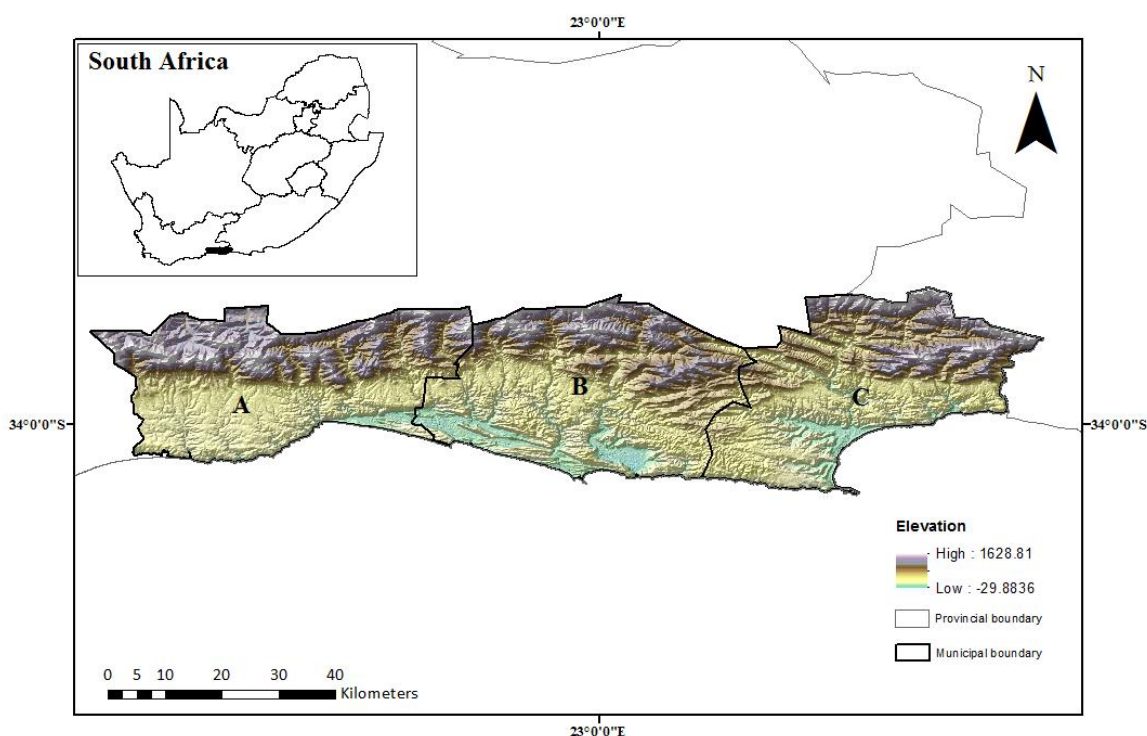 23°0'0"E
South Africa
N
A
B
C
34°0'0"S
34°0'0"S
Elevation
High : 1628.81
Low : -29.8836
Provincial boundary
Municipal boundary
0 5 10 20 30 40
Kilometers
23°0'0"E